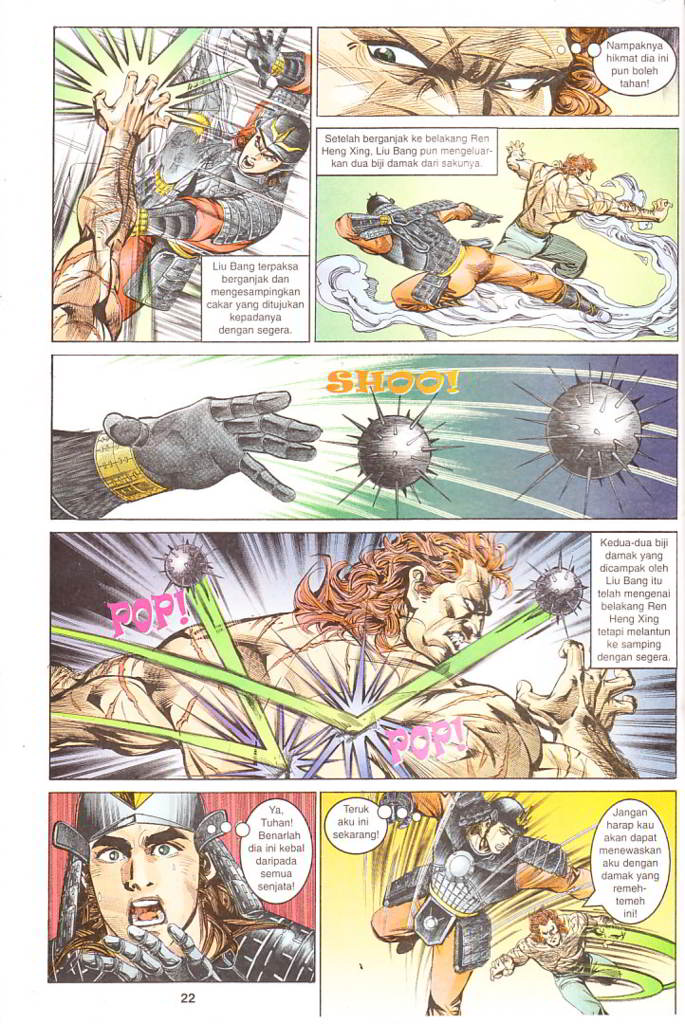 Liu Bang terpaksa
berganjak dan
mengesampingkan
cakar yang ditujukan
kepadanya
dengan segera.
Nampaknya
hikmat dia ini
pun boleh
tahan!
Setelah berganjak ke belakang Ren
Heng Xing, Liu Bang pun mengeluar-
kan dua biji damak dari sakunya.
SHOO!
POP!
POP!
Kedua-dua biji
damak yang
dicampak oleh
Liu Bang itu
telah mengenai
belakang Ren
Heng Xing
tetapi melantun
ke samping
dengan segera.
Ya,
Tuhan!
Benarlah
dia ini kebal
daripada
semua
senjata!
Teruk
aku ini
sekarang!
Jangan
harap kau
akan dapat
menewaskan
aku dengan
damak yang
remeh-
temeh
ini!
22